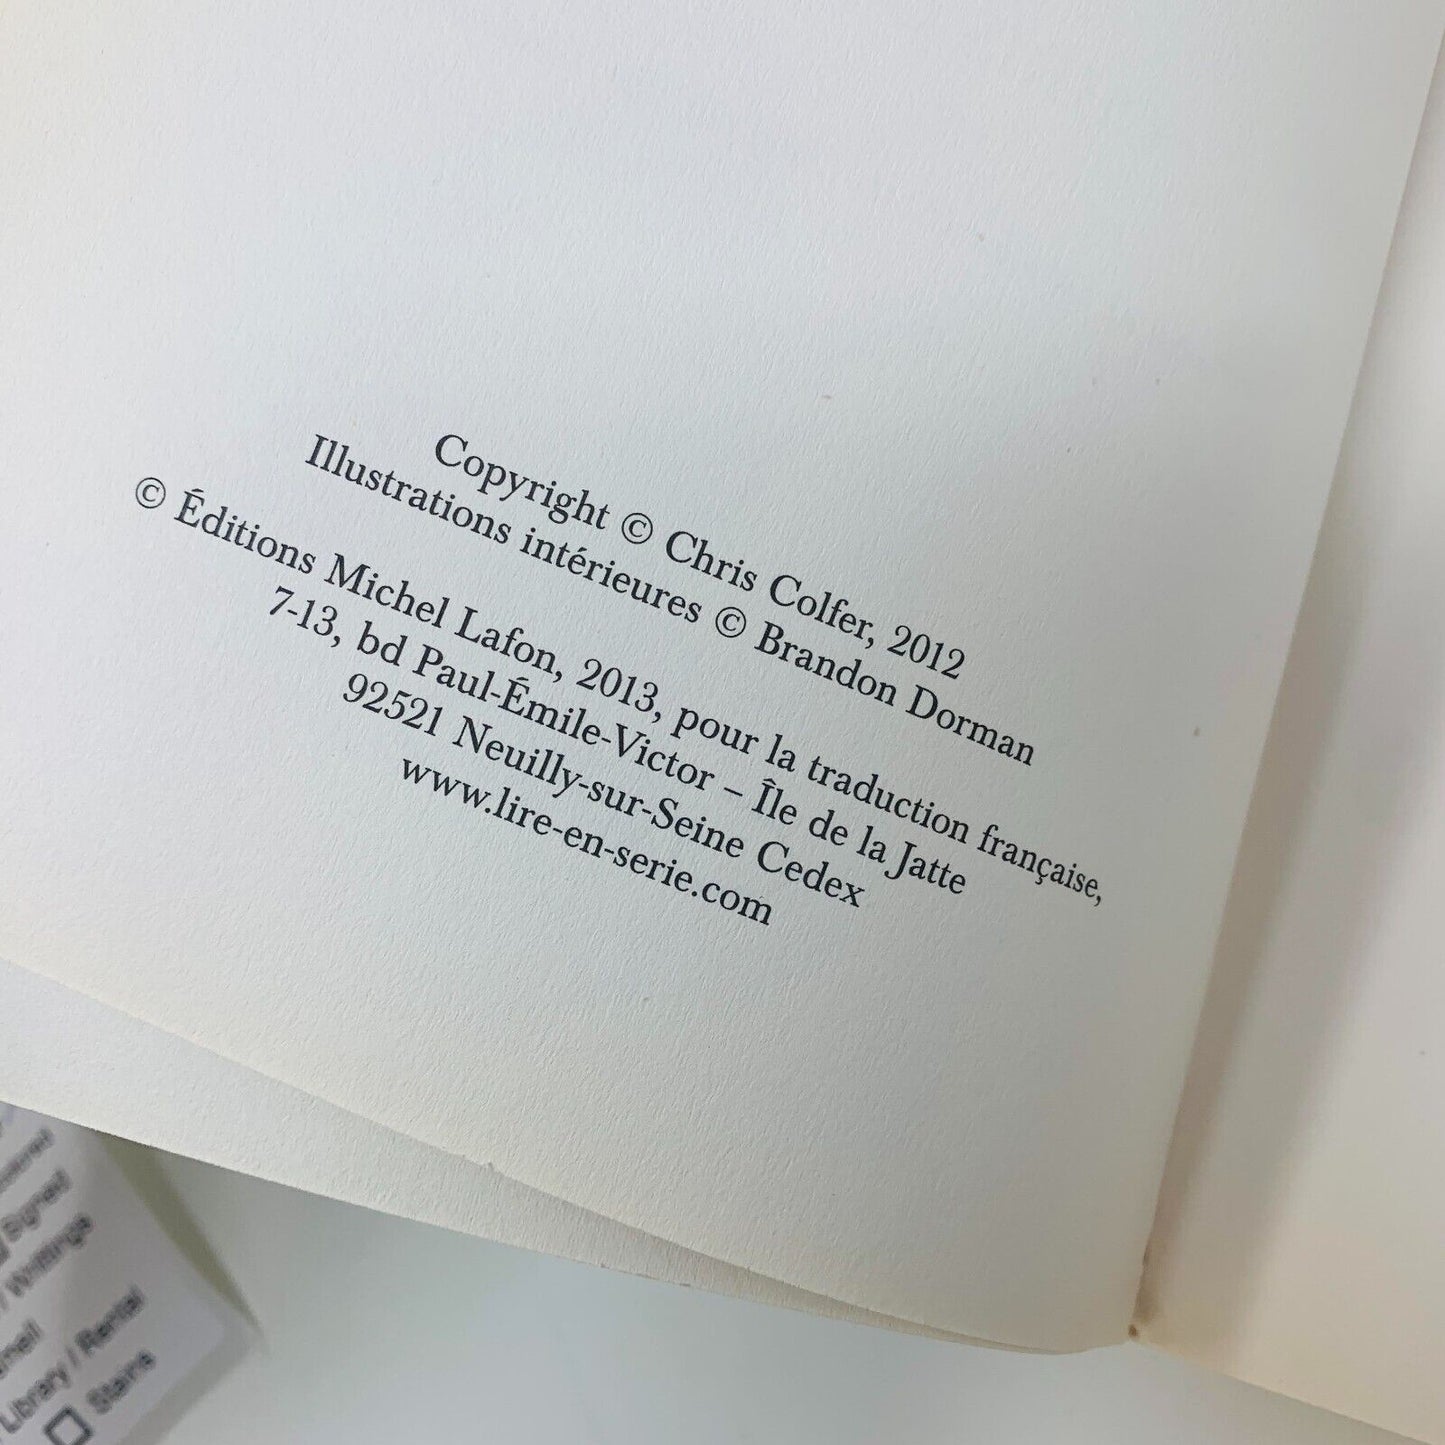 Copyright © Chris Colfer, 2012
Illustrations intérieures © Brandon Dorman
© Éditions Michel Lafon, 2013, pour la traduction française,
7-13, bd Paul-Émile-Victor – Île de la Jatte
92521 Neuilly-sur-Seine Cedex
www.lire-en-serie.com
Signed
/ Writings
Library / Rental
Stains